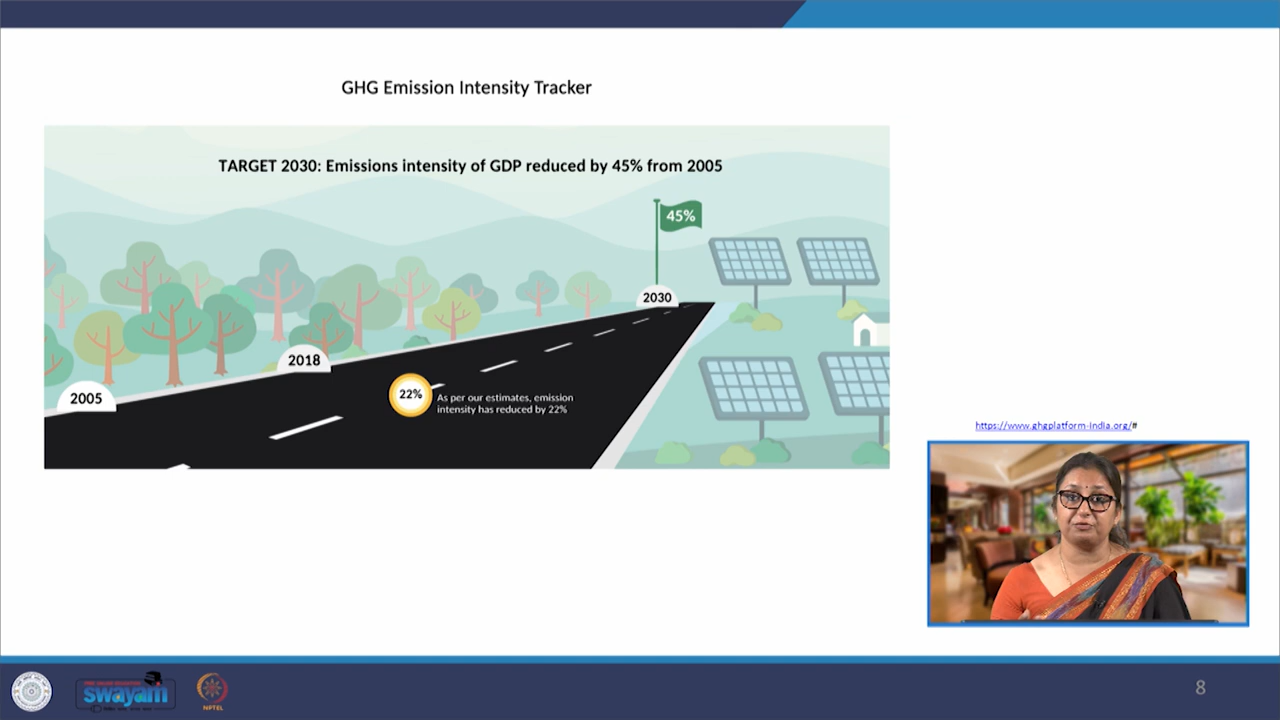 GHG Emission Intensity Tracker
TARGET 2030: Emissions intensity of GDP reduced by 45% from 2005
45%
2030
2018
2005
22%
As per our estimates, emission
intensity has reduced by 22%
https://www.ghgplatform-india.org/#
swayam
NPTEL
8